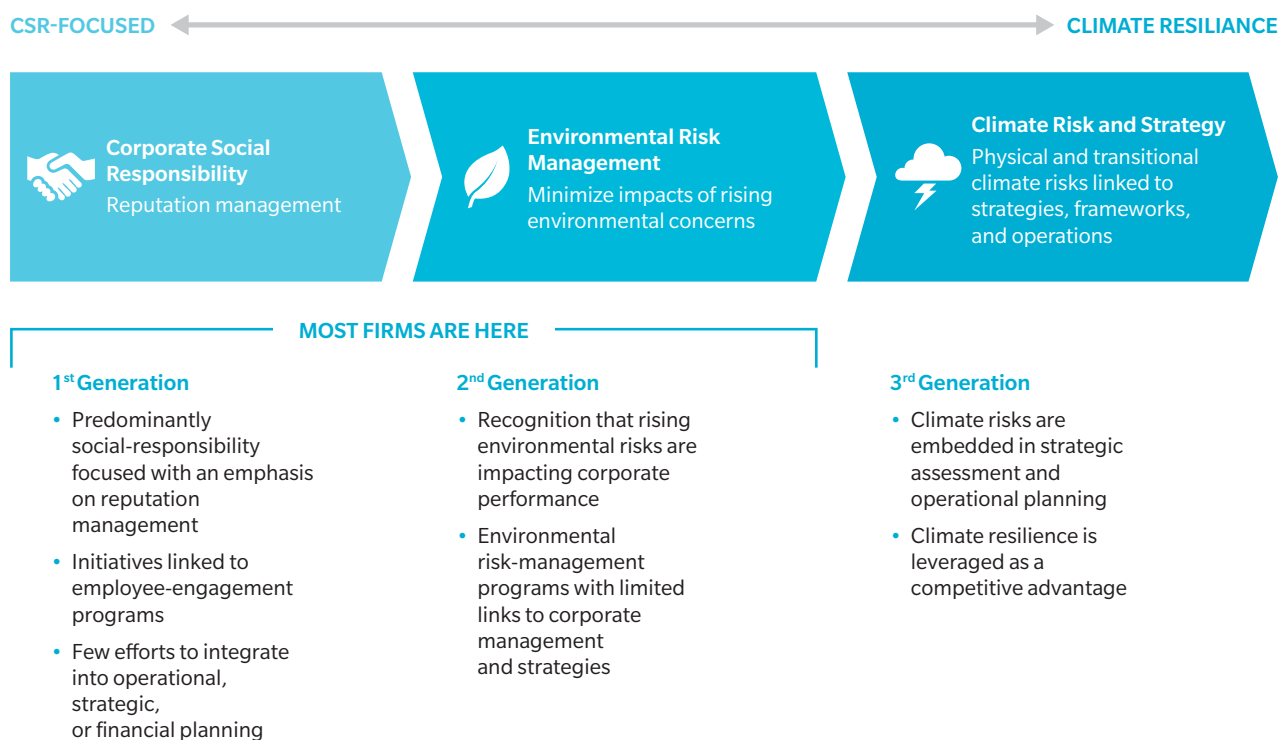 CSR-FOCUSED
CLIMATE RESILIANCE
Corporate Social
Responsibility
Reputation management
Environmental Risk
Management
Minimize impacts of rising
environmental concerns
Climate Risk and Strategy
Physical and transitional
climate risks linked to
strategies, frameworks,
and operations
MOST FIRMS ARE HERE
1st Generation
• Predominantly
social-responsibility
focused with an emphasis
on reputation
management
• Initiatives linked to
employee-engagement
programs
• Few efforts to integrate
into operational,
strategic,
or financial planning
2nd Generation
• Recognition that rising
environmental risks are
impacting corporate
performance
• Environmental
risk-management
programs with limited
links to corporate
management
and strategies
3rd Generation
• Climate risks are
embedded in strategic
assessment and
operational planning
• Climate resilience is
leveraged as a
competitive advantage